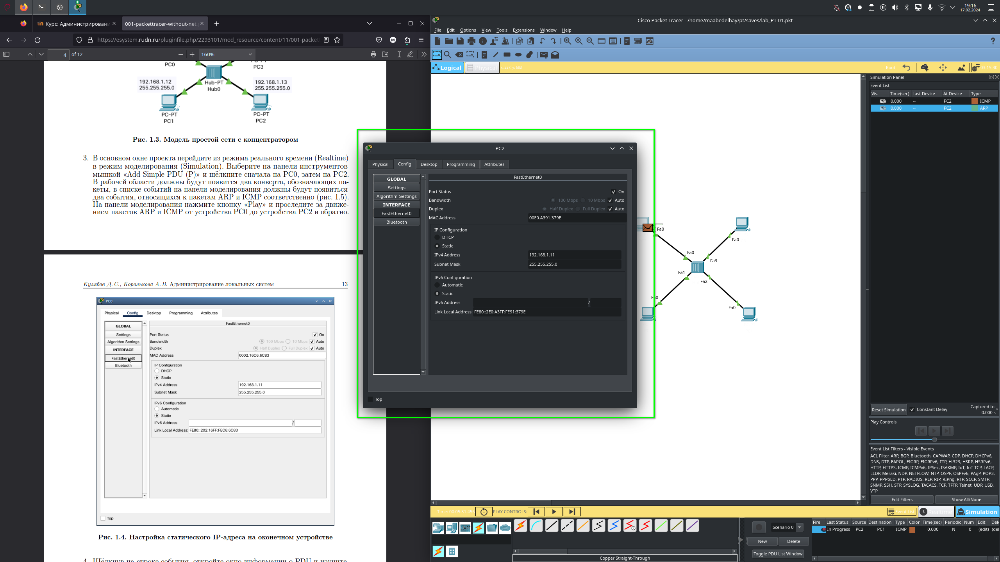 19:16
17.02.2024
Курс: Администрировани
001-packettracer-without-net.
https://esystem.rudn.ru/pluginfile.php/2293101/mod_resource/content/11/001-packet
4 of 12
160%
PC0
PC3
Hub-PT
Hub0
192.168.1.12
255.255.255.0
192.168.1.13
255.255.255.0
PC-PT
PC1
PC-PT
PC2
Рис. 1.3. Модель простой сети с концентратором
3. В основном окне проекта перейдите из режима реального времени (Realtime)
в режим моделирования (Simulation). Выберите на панели инструментов
мышкой «Add Simple PDU (P)» и щёлкните сначала на PC0, затем на PC2.
В рабочей области должны будут появится два конверта, обозначающих па-
кеты, в списке событий на панели моделирования должны будут появиться
два события, относящихся к пакетам ARP и ICMP соответственно (рис. 1.5).
На панели моделирования нажмите кнопку «Play» и проследите за движе-
нием пакетов ARP и ICMP от устройства PC0 до устройства PC2 и обратно.
Кулябов Д. С., Королькова А. В. Администрирование локальных систем 13
PC0
Physical Config Desktop Programming Attributes
GLOBAL
Settings
Algorithm Settings
INTERFACE
FastEthernet0
Bluetooth
FastEthernet0
Port Status On
Bandwidth 100 Mbps 10 Mbps Auto
Duplex Half Duplex Full Duplex Auto
MAC Address 0002.16C6.6C83
IP Configuration
DHCP
Static
IPv4 Address 192.168.1.11
Subnet Mask 255.255.255.0
IPv6 Configuration
Automatic
Static
IPv6 Address /
Link Local Address: FE80::202:16FF:FEC6:6C83
Top
Рис. 1.4. Настройка статического IP-адреса на оконечном устройстве
4. Щёлкнув на строке события, откройте окно информации о PDU и изучите
Cisco Packet Tracer - /home/maabedelhay/pt/saves/lab_PT-01.pkt
File Edit Options View Tools Extensions Window Help
Logical Physical x: 537, y: 683
Root 03:15:30
PC2
Physical Config Desktop Programming Attributes
GLOBAL
Settings
Algorithm Settings
INTERFACE
FastEthernet0
Bluetooth
FastEthernet0
Port Status On
Bandwidth 100 Mbps 10 Mbps Auto
Duplex Half Duplex Full Duplex Auto
MAC Address 00E0.A391.379E
IP Configuration
DHCP
Static
IPv4 Address 192.168.1.11
Subnet Mask 255.255.255.0
IPv6 Configuration
Automatic
Static
IPv6 Address /
Link Local Address: FE80::2E0:A3FF:FE91:379E
Top
Fa0
Fa0
Fa0
Fa3
Fa1
Fa2
Fa0
Fa0
Simulation Panel
Event List
Vis. Time(sec) Last Device At Device Type
0.000 -- PC2 ICMP
0.000 -- PC2 ARP
Reset Simulation Constant Delay
Captured to:
0.000 s
Play Controls
Event List Filters - Visible Events
ACL Filter, ARP, BGP, Bluetooth, CAPWAP, CDP, DHCP, DHCPv6,
DNS, DTP, EAPOL, EIGRP, EIGRPv6, FTP, H.323, HSRP, HSRPv6,
HTTP, HTTPS, ICMP, ICMPv6, IPSec, ISAKMP, IoT, IoT TCP, LACP,
LLDP, Meraki, NDP, NETFLOW, NTP, OSPF, OSPFv6, PAgP, POP3,
PPP, PPPoED, PTP, RADIUS, REP, RIP, RIPng, RTP, SCCP, SMTP,
SNMP, SSH, STP, SYSLOG, TACACS, TCP, TFTP, Telnet, UDP, USB,
VTP
Edit Filters Show All/None
Time: 00:05:31.456 PLAY CONTROLS:
Event List Realtime Simulation
Copper Straight-Through
Scenario 0
New Delete
Toggle PDU List Window
Fire Last Status Source Destination Type Color Time(sec) Periodic Num Edit Dele
In Progress PC2 PC1 ICMP 0.000 N 0 (edit) (del